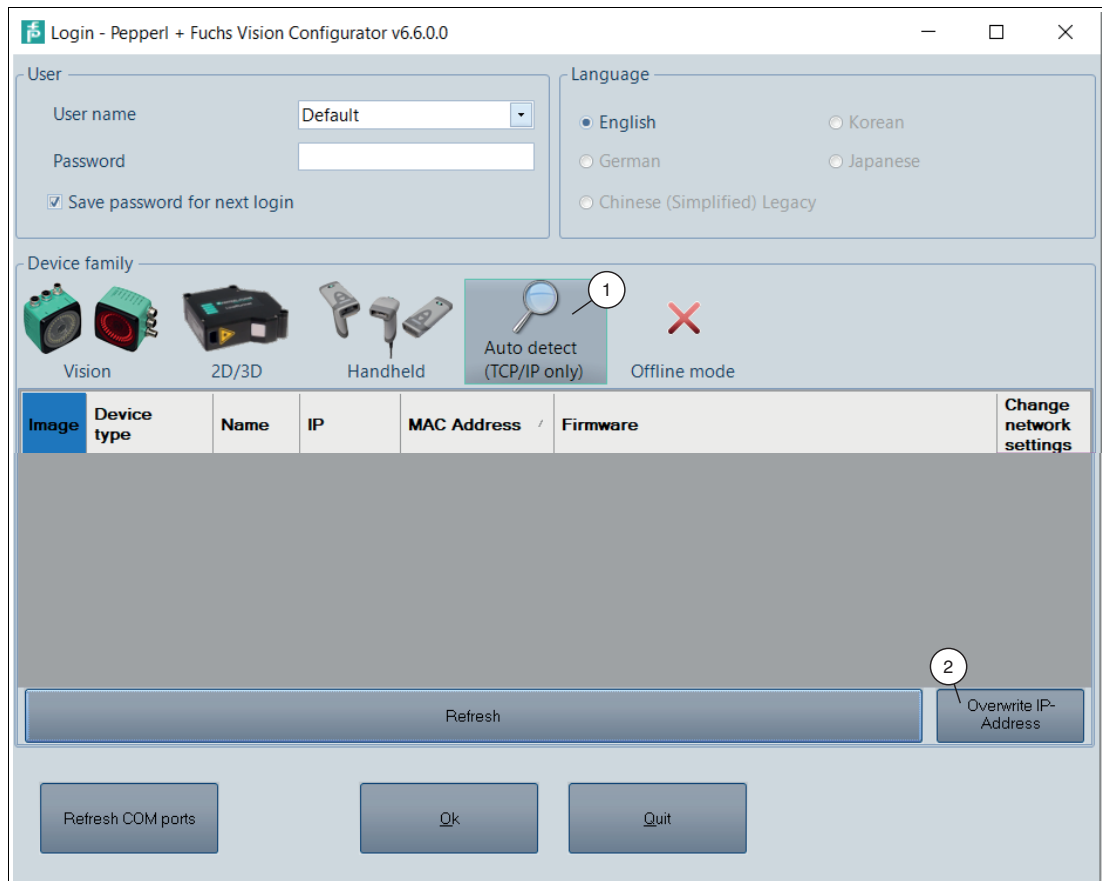 Login - Pepperl + Fuchs Vision Configurator v6.6.0.0
User
User name
Default
Password
Save password for next login
Language
English
Korean
German
Japanese
Chinese (Simplified) Legacy
Device family
Vision
2D/3D
Handheld
Auto detect
(TCP/IP only)
Offline mode
1
Image
Device
type
Name
IP
MAC Address
Firmware
Change
network
settings
2
Refresh
Overwrite IP-
Address
Refresh COM ports
Ok
Quit